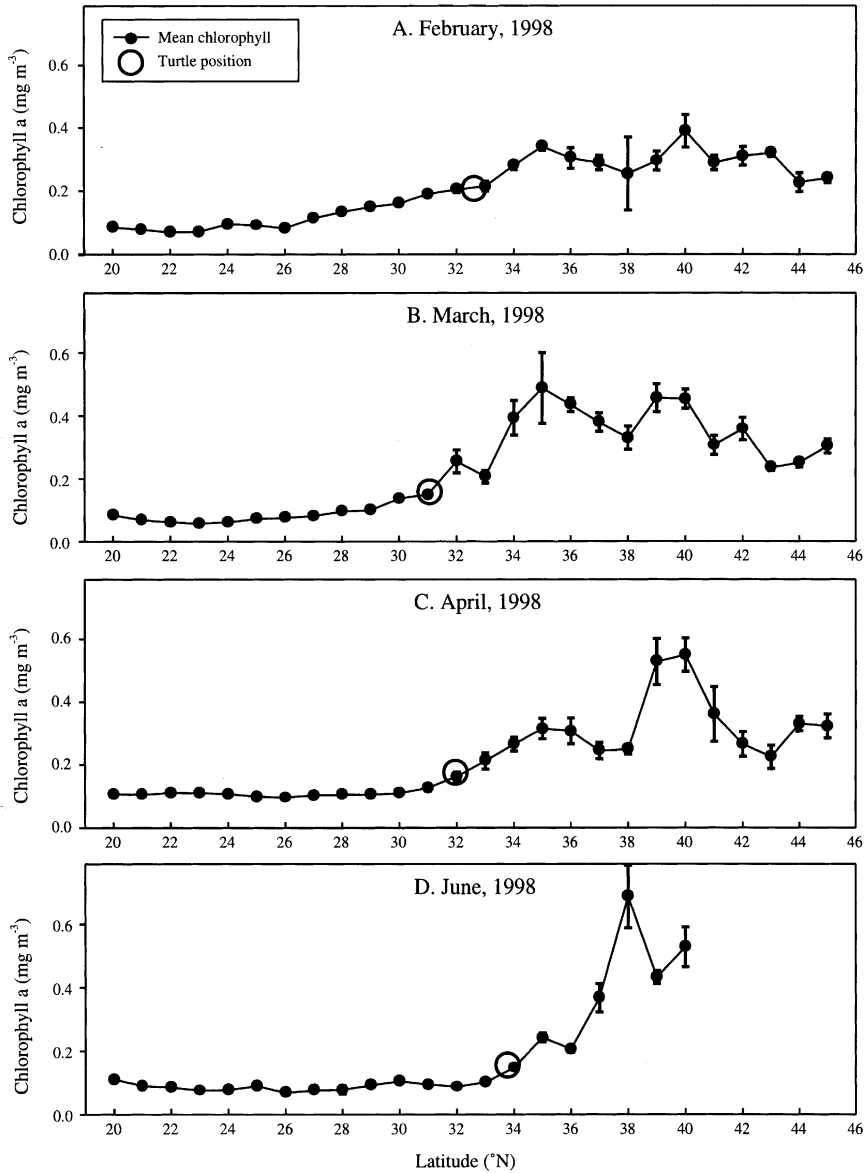 A. February, 1998
Mean chlorophyll
Turtle position
Chlorophyll a (mg m-3)
0.6
0.4
0.2
0.0
20 22 24 26 28 30 32 34 36 38 40 42 44 46
B. March, 1998
Chlorophyll a (mg m-3)
0.6
0.4
0.2
0.0
20 22 24 26 28 30 32 34 36 38 40 42 44 46
C. April, 1998
Chlorophyll a (mg m-3)
0.6
0.4
0.2
0.0
20 22 24 26 28 30 32 34 36 38 40 42 44 46
D. June, 1998
Chlorophyll a (mg m-3)
0.6
0.4
0.2
0.0
20 22 24 26 28 30 32 34 36 38 40 42 44 46
Latitude (˚N)